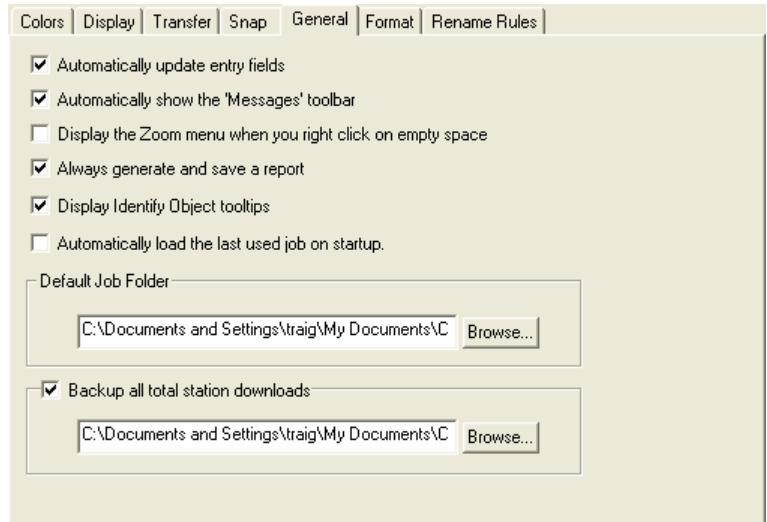 Colors Display Transfer Snap General Format Rename Rules
Automatically update entry fields
Automatically show the 'Messages' toolbar
Display the Zoom menu when you right click on empty space
Always generate and save a report
Display Identify Object tooltips
Automatically load the last used job on startup.
Default Job Folder
C:\Documents and Settings\traig\My Documents\C Browse...
Backup all total station downloads
C:\Documents and Settings\traig\My Documents\C Browse...